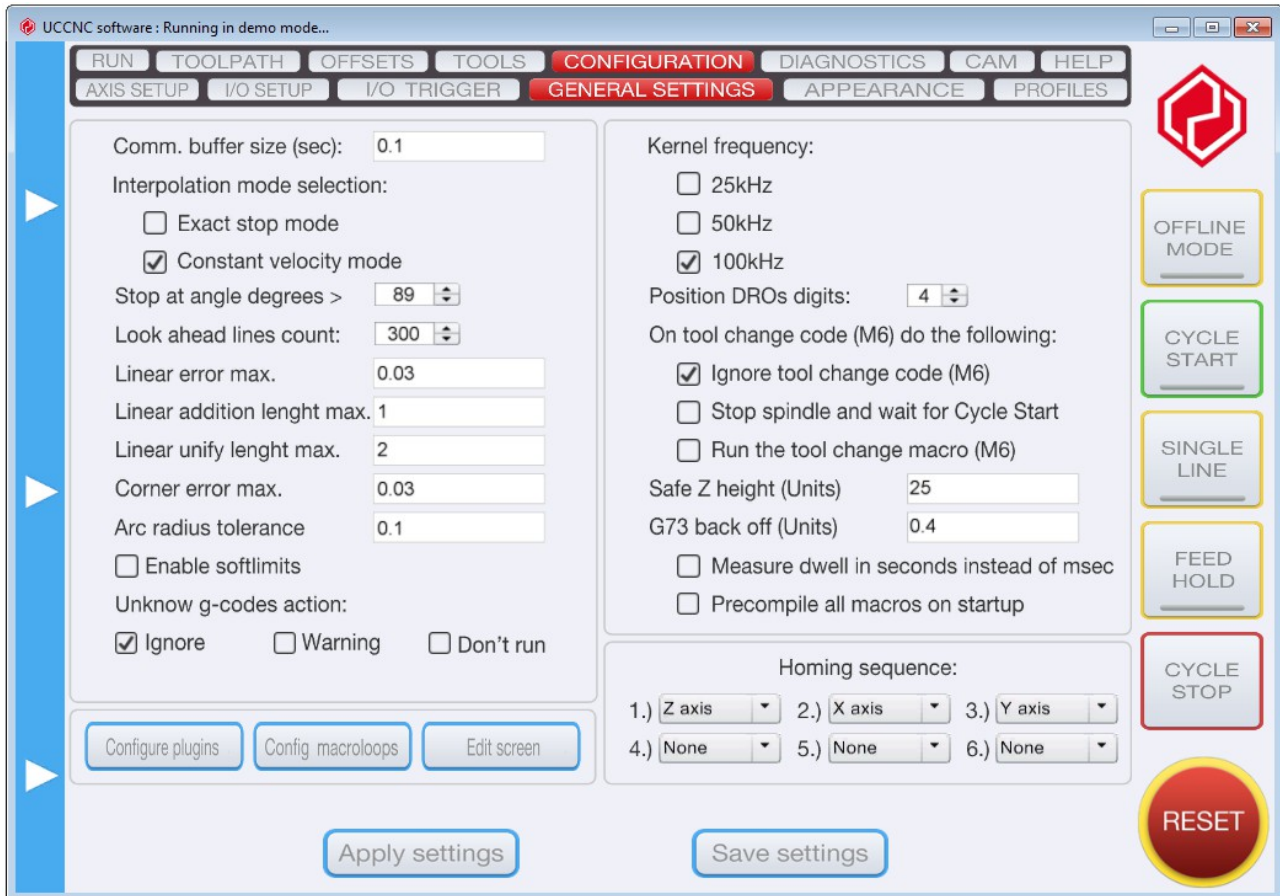 UCCNC software : Running in demo mode...
RUN TOOLPATH OFFSETS TOOLS CONFIGURATION DIAGNOSTICS CAM HELP
AXIS SETUP I/O SETUP I/O TRIGGER GENERAL SETTINGS APPEARANCE PROFILES
Comm. buffer size (sec): 0.1
Interpolation mode selection:
Exact stop mode
Constant velocity mode
Stop at angle degrees > 89
Look ahead lines count: 300
Linear error max. 0.03
Linear addition lenght max. 1
Linear unify lenght max. 2
Corner error max. 0.03
Arc radius tolerance 0.1
Enable softlimits
Unknow g-codes action:
Ignore Warning Don't run
Configure plugins Config macroloops Edit screen
Kernel frequency:
25kHz
50kHz
100kHz
Position DROs digits: 4
On tool change code (M6) do the following:
Ignore tool change code (M6)
Stop spindle and wait for Cycle Start
Run the tool change macro (M6)
Safe Z height (Units) 25
G73 back off (Units) 0.4
Measure dwell in seconds instead of msec
Precompile all macros on startup
Homing sequence:
1.) Z axis 2.) X axis 3.) Y axis
4.) None 5.) None 6.) None
Apply settings Save settings
OFFLINE
MODE
CYCLE
START
SINGLE
LINE
FEED
HOLD
CYCLE
STOP
RESET